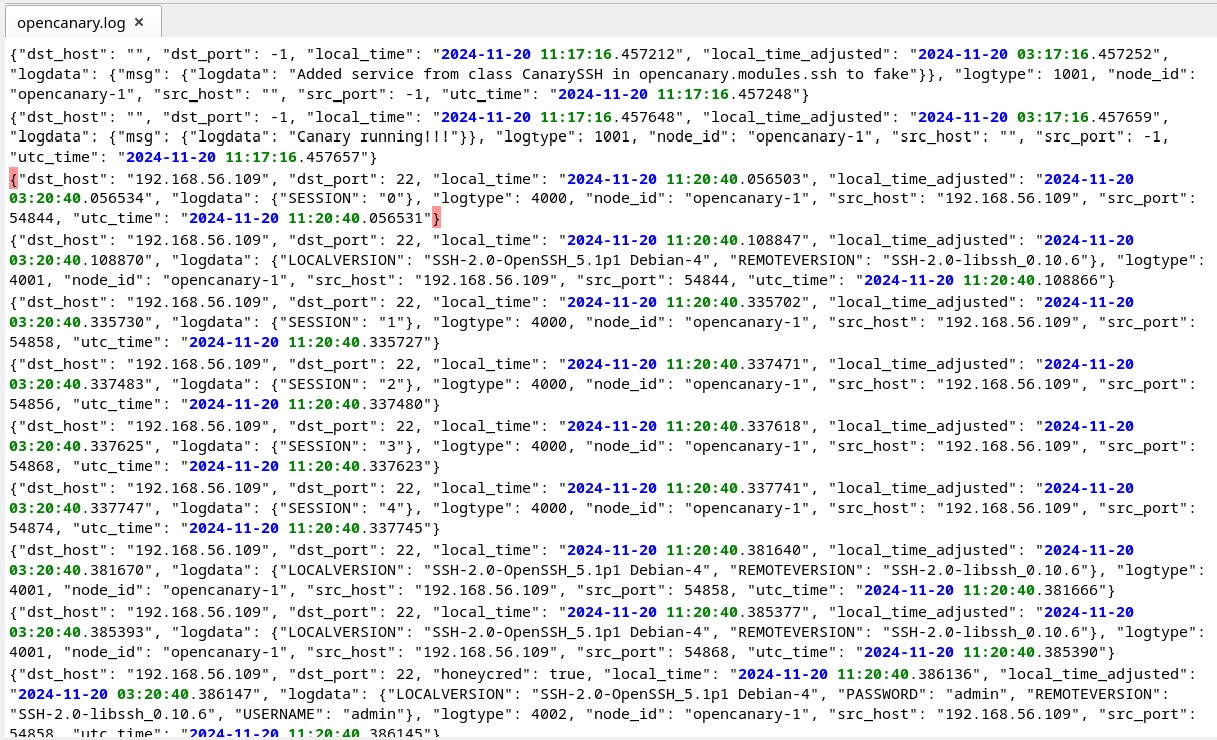 opencanary.log ×
{"dst_host": "", "dst_port": -1, "local_time": "2024-11-20 11:17:16.457212", "local_time_adjusted": "2024-11-20 03:17:16.457252",
"logdata": {"msg": {"logdata": "Added service from class CanarySSH in opencanary.modules.ssh to fake"}}, "logtype": 1001, "node_id":
"opencanary-1", "src_host": "", "src_port": -1, "utc_time": "2024-11-20 11:17:16.457248"}
{"dst_host": "", "dst_port": -1, "local_time": "2024-11-20 11:17:16.457648", "local_time_adjusted": "2024-11-20 03:17:16.457659",
"logdata": {"msg": {"logdata": "Canary running!!!"}}, "logtype": 1001, "node_id": "opencanary-1", "src_host": "", "src_port": -1,
"utc_time": "2024-11-20 11:17:16.457657"}
{"dst_host": "192.168.56.109", "dst_port": 22, "local_time": "2024-11-20 11:20:40.056503", "local_time_adjusted": "2024-11-20
03:20:40.056534", "logdata": {"SESSION": "0"}, "logtype": 4000, "node_id": "opencanary-1", "src_host": "192.168.56.109", "src_port":
54844, "utc_time": "2024-11-20 11:20:40.056531"}
{"dst_host": "192.168.56.109", "dst_port": 22, "local_time": "2024-11-20 11:20:40.108847", "local_time_adjusted": "2024-11-20
03:20:40.108870", "logdata": {"LOCALVERSION": "SSH-2.0-OpenSSH_5.1p1 Debian-4", "REMOTEVERSION": "SSH-2.0-libssh_0.10.6"}, "logtype":
4001, "node_id": "opencanary-1", "src_host": "192.168.56.109", "src_port": 54844, "utc_time": "2024-11-20 11:20:40.108866"}
{"dst_host": "192.168.56.109", "dst_port": 22, "local_time": "2024-11-20 11:20:40.335702", "local_time_adjusted": "2024-11-20
03:20:40.335730", "logdata": {"SESSION": "1"}, "logtype": 4000, "node_id": "opencanary-1", "src_host": "192.168.56.109", "src_port":
54858, "utc_time": "2024-11-20 11:20:40.335727"}
{"dst_host": "192.168.56.109", "dst_port": 22, "local_time": "2024-11-20 11:20:40.337471", "local_time_adjusted": "2024-11-20
03:20:40.337483", "logdata": {"SESSION": "2"}, "logtype": 4000, "node_id": "opencanary-1", "src_host": "192.168.56.109", "src_port":
54856, "utc_time": "2024-11-20 11:20:40.337480"}
{"dst_host": "192.168.56.109", "dst_port": 22, "local_time": "2024-11-20 11:20:40.337618", "local_time_adjusted": "2024-11-20
03:20:40.337625", "logdata": {"SESSION": "3"}, "logtype": 4000, "node_id": "opencanary-1", "src_host": "192.168.56.109", "src_port":
54868, "utc_time": "2024-11-20 11:20:40.337623"}
{"dst_host": "192.168.56.109", "dst_port": 22, "local_time": "2024-11-20 11:20:40.337741", "local_time_adjusted": "2024-11-20
03:20:40.337747", "logdata": {"SESSION": "4"}, "logtype": 4000, "node_id": "opencanary-1", "src_host": "192.168.56.109", "src_port":
54874, "utc_time": "2024-11-20 11:20:40.337745"}
{"dst_host": "192.168.56.109", "dst_port": 22, "local_time": "2024-11-20 11:20:40.381640", "local_time_adjusted": "2024-11-20
03:20:40.381670", "logdata": {"LOCALVERSION": "SSH-2.0-OpenSSH_5.1p1 Debian-4", "REMOTEVERSION": "SSH-2.0-libssh_0.10.6"}, "logtype":
4001, "node_id": "opencanary-1", "src_host": "192.168.56.109", "src_port": 54858, "utc_time": "2024-11-20 11:20:40.381666"}
{"dst_host": "192.168.56.109", "dst_port": 22, "local_time": "2024-11-20 11:20:40.385377", "local_time_adjusted": "2024-11-20
03:20:40.385393", "logdata": {"LOCALVERSION": "SSH-2.0-OpenSSH_5.1p1 Debian-4", "REMOTEVERSION": "SSH-2.0-libssh_0.10.6"}, "logtype":
4001, "node_id": "opencanary-1", "src_host": "192.168.56.109", "src_port": 54868, "utc_time": "2024-11-20 11:20:40.385390"}
{"dst_host": "192.168.56.109", "dst_port": 22, "honeycred": true, "local_time": "2024-11-20 11:20:40.386136", "local_time_adjusted":
"2024-11-20 03:20:40.386147", "logdata": {"LOCALVERSION": "SSH-2.0-OpenSSH_5.1p1 Debian-4", "PASSWORD": "admin", "REMOTEVERSION":
"SSH-2.0-libssh_0.10.6", "USERNAME": "admin"}, "logtype": 4002, "node_id": "opencanary-1", "src_host": "192.168.56.109", "src_port":
54858, "utc_time": "2024-11-20 11:20:40.386145"}